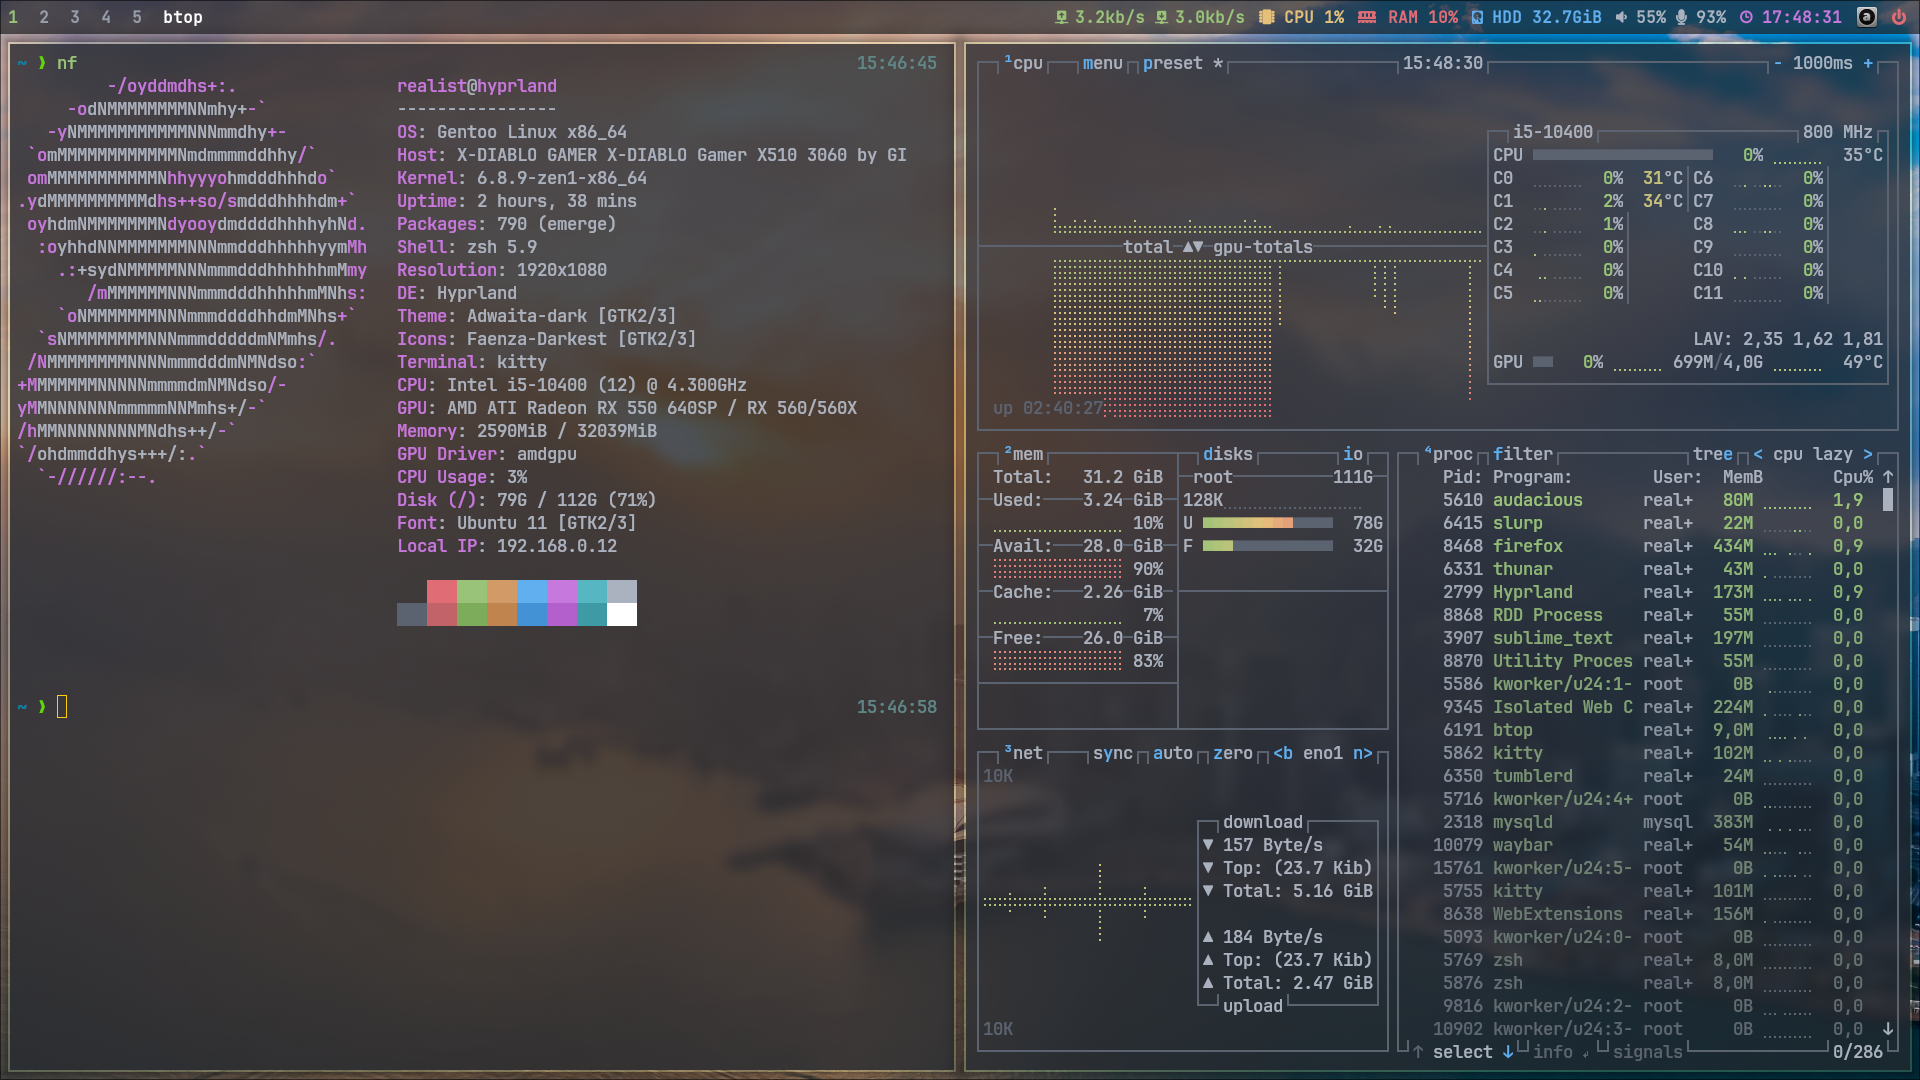 1 2 3 4 5 btop 3.2kb/s 3.0kb/s CPU 1% RAM 10% HDD 32.7GiB 55% 93% 17:48:31
~ ❯ nf 15:46:45
-/oyddmdhs+:.
-odNMMMMMMMMNNmhy+-`
-yNMMMMMMMMMMMNNNmmdhy+-
`omMMMMMMMMMMMMNmdmmmmddhhy/`
omMMMMMMMMMMMNhhyyyohmdddhhhdo`
.ydMMMMMMMMMMdhs++so/smdddhhhhdm+`
oyhdmNMMMMMMMNdyooydmddddhhhhyhNd.
:oyhhdNNMMMMMMMNNNmmdddhhhhhyymMh
.:+sydNMMMMMNNNmmmdddhhhhhhmMmy
/mMMMMMMNNNmmmdddhhhhhmMNhs:
`oNMMMMMMMNNNmmmddddhhdmMNhs+`
`sNMMMMMMMMNNNmmmdddddmNMmhs/.
/NMMMMMMMMNNNNmmmdddmNMNdso:`
+MMMMMMMNNNNNmmmmdmNMNdso/-
yMMNNNNNNNmmmmmNNMmhs+/-`
/hMMNNNNNNNNMNdhs++/-`
`/ohdmmddhys+++/:.`
`-//////:--.
realist@hyprland
----------------
OS: Gentoo Linux x86_64
Host: X-DIABLO GAMER X-DIABLO Gamer X510 3060 by GI
Kernel: 6.8.9-zen1-x86_64
Uptime: 2 hours, 38 mins
Packages: 790 (emerge)
Shell: zsh 5.9
Resolution: 1920x1080
DE: Hyprland
Theme: Adwaita-dark [GTK2/3]
Icons: Faenza-Darkest [GTK2/3]
Terminal: kitty
CPU: Intel i5-10400 (12) @ 4.300GHz
GPU: AMD ATI Radeon RX 550 640SP / RX 560/560X
Memory: 2590MiB / 32039MiB
GPU Driver: amdgpu
CPU Usage: 3%
Disk (/): 79G / 112G (71%)
Font: Ubuntu 11 [GTK2/3]
Local IP: 192.168.0.12
~ ❯ 15:46:58
¹cpu menu preset * 15:48:30 - 1000ms +
total ▲▼ gpu-totals
up 02:40:27
i5-10400 800 MHz
CPU 0% 35°C
C0 0% 31°C C6 0%
C1 2% 34°C C7 0%
C2 1% C8 0%
C3 0% C9 0%
C4 0% C10 0%
C5 0% C11 0%
LAV: 2,35 1,62 1,81
GPU 0% 699M/4,0G 49°C
²mem
Total: 31.2 GiB
Used: 3.24 GiB
10%
Avail: 28.0 GiB
90%
Cache: 2.26 GiB
7%
Free: 26.0 GiB
83%
disks io
root 111G
128K
U 78G
F 32G
³net sync auto zero <b eno1 n>
10K
download
▼ 157 Byte/s
▼ Top: (23.7 Kib)
▼ Total: 5.16 GiB
▲ 184 Byte/s
▲ Top: (23.7 Kib)
▲ Total: 2.47 GiB
upload
10K
⁴proc filter tree < cpu lazy >
Pid: Program: User: MemB Cpu% ↑
5610 audacious real+ 80M 1,9
6415 slurp real+ 22M 0,0
8468 firefox real+ 434M 0,9
6331 thunar real+ 43M 0,0
2799 Hyprland real+ 173M 0,9
8868 RDD Process real+ 55M 0,0
3907 sublime_text real+ 197M 0,0
8870 Utility Proces real+ 55M 0,0
5586 kworker/u24:1- root 0B 0,0
9345 Isolated Web C real+ 224M 0,0
6191 btop real+ 9,0M 0,0
5862 kitty real+ 102M 0,0
6350 tumblerd real+ 24M 0,0
5716 kworker/u24:4+ root 0B 0,0
2318 mysqld mysql 383M 0,0
10079 waybar real+ 54M 0,0
15761 kworker/u24:5- root 0B 0,0
5755 kitty real+ 101M 0,0
8638 WebExtensions real+ 156M 0,0
5093 kworker/u24:0- root 0B 0,0
5769 zsh real+ 8,0M 0,0
5876 zsh real+ 8,0M 0,0
9816 kworker/u24:2- root 0B 0,0
10902 kworker/u24:3- root 0B 0,0 ↓
↑ select ↓ info ↲ signals 0/286